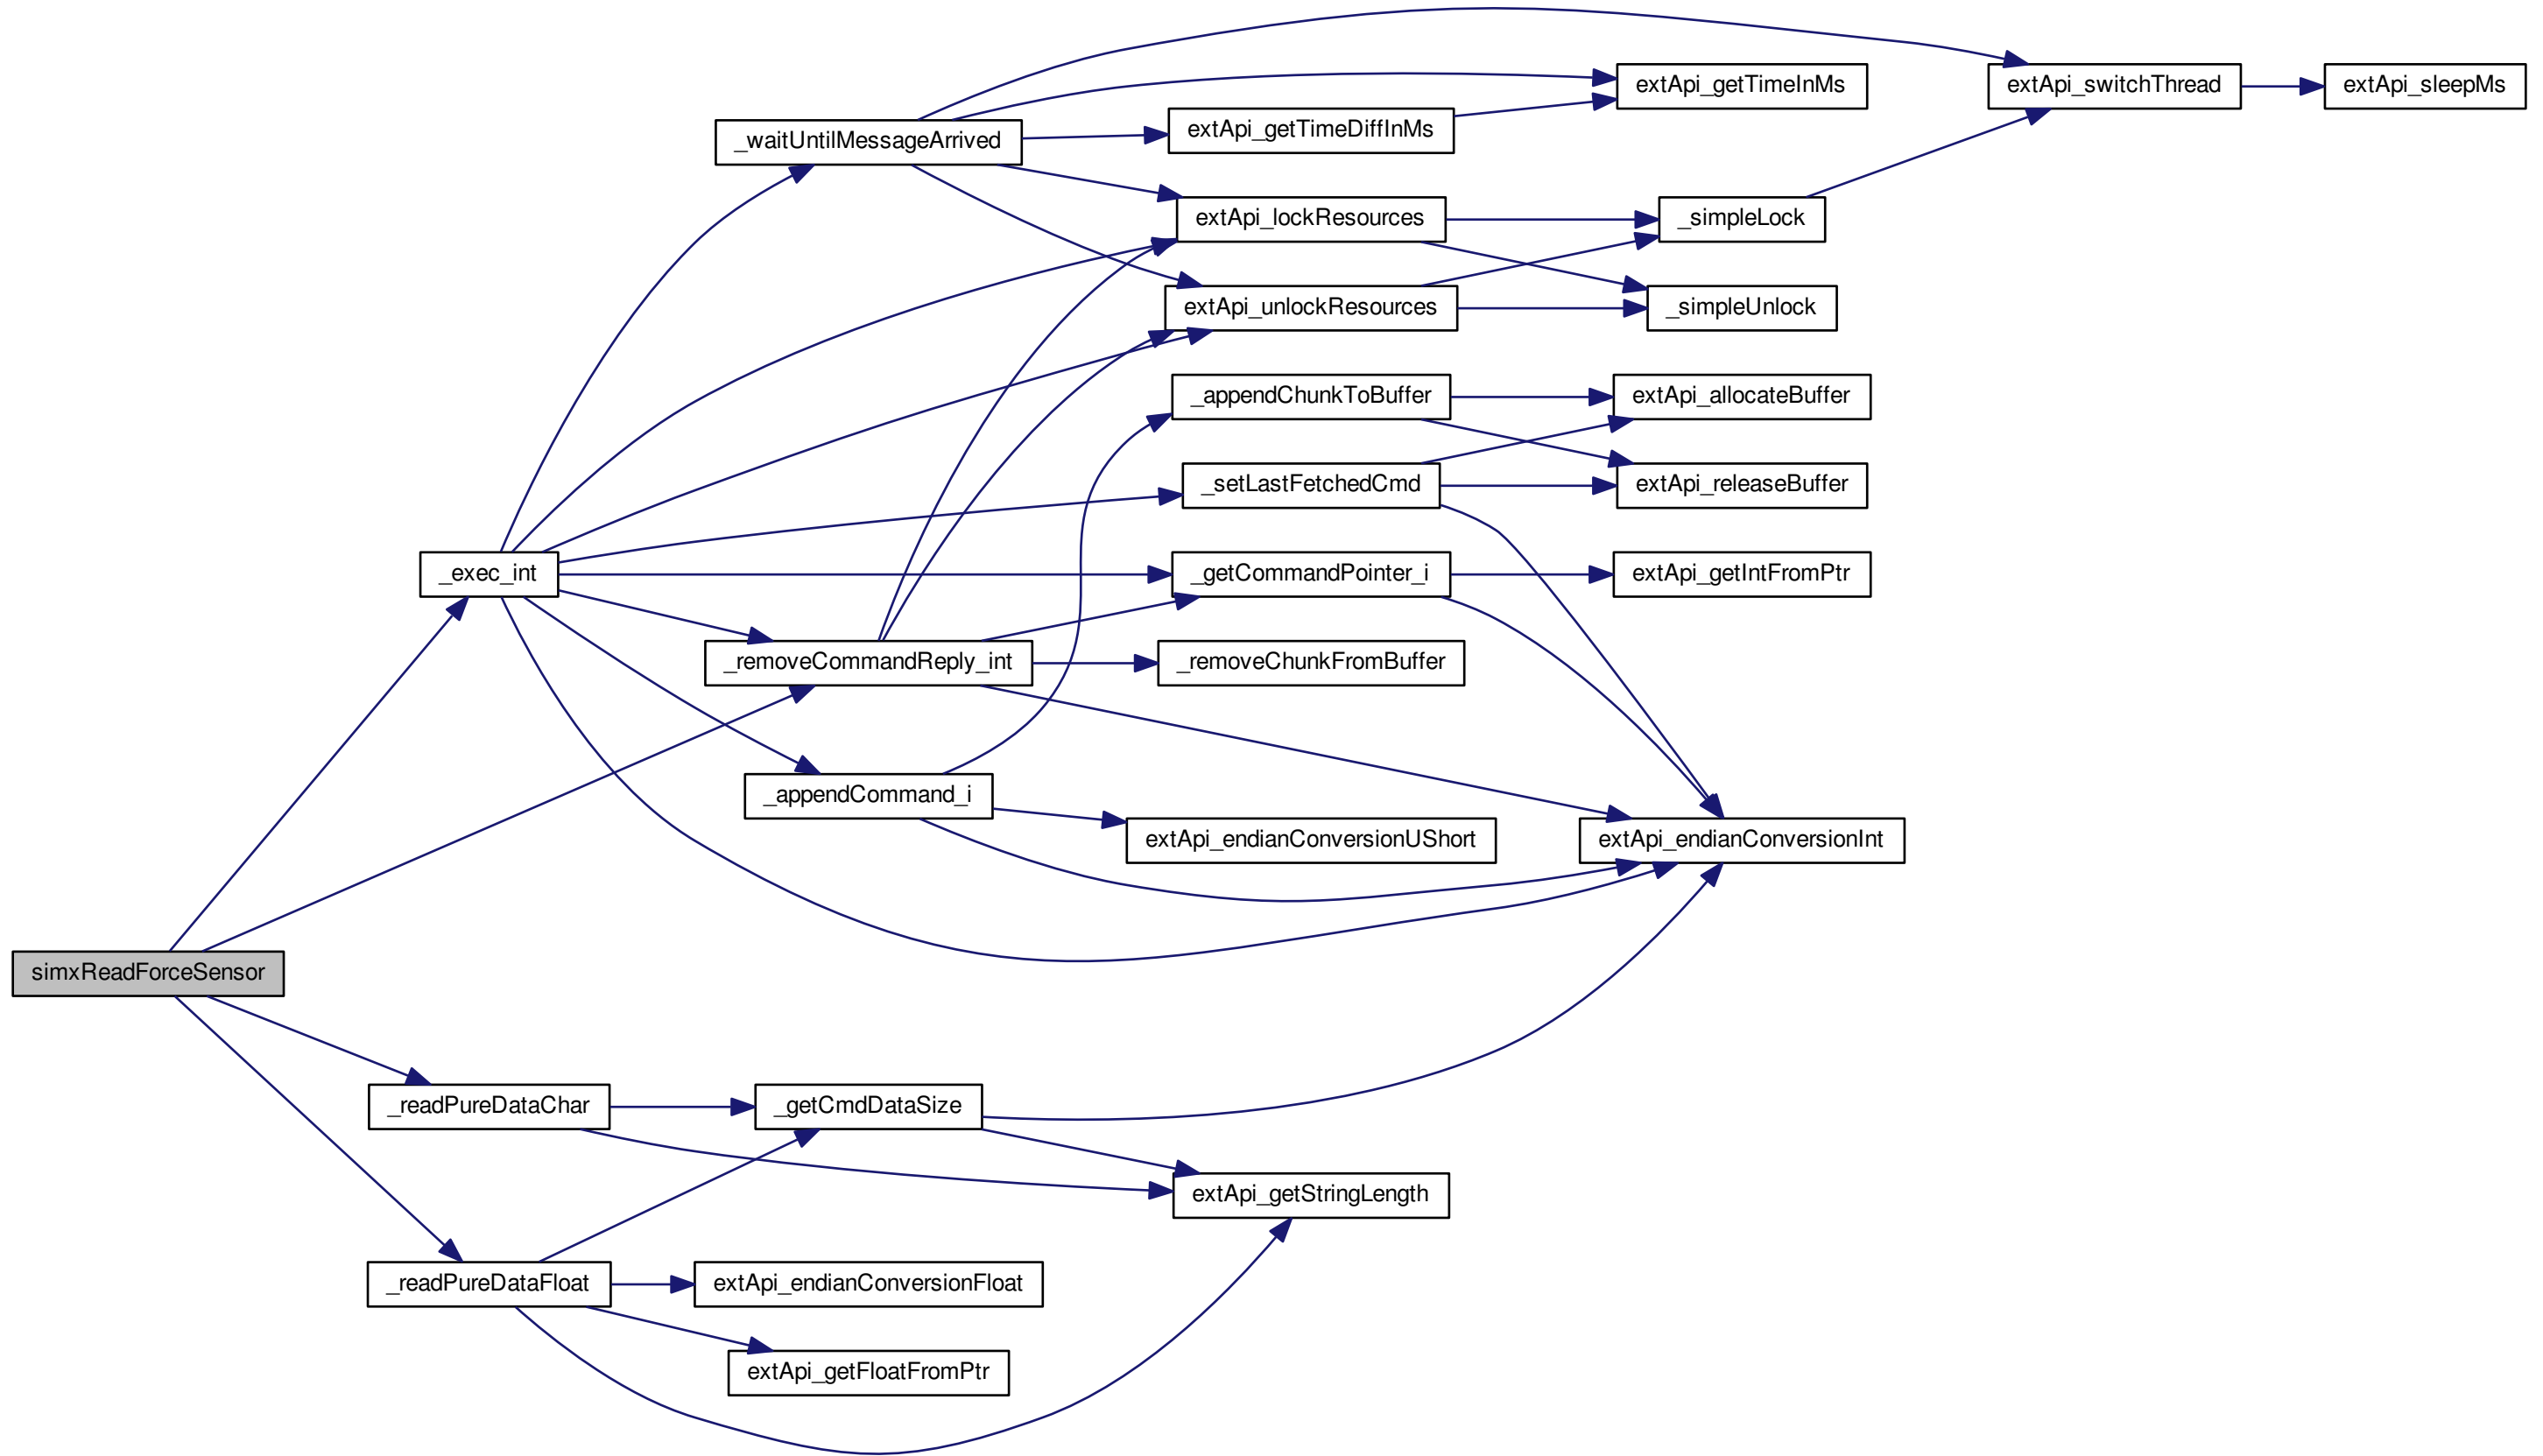 extApi_getTimeInMs
extApi_switchThread
extApi_sleepMs
_waitUntilMessageArrived
extApi_getTimeDiffInMs
extApi_lockResources
_simpleLock
extApi_unlockResources
_simpleUnlock
_appendChunkToBuffer
extApi_allocateBuffer
_setLastFetchedCmd
extApi_releaseBuffer
_exec_int
_getCommandPointer_i
extApi_getIntFromPtr
_removeCommandReply_int
_removeChunkFromBuffer
_appendCommand_i
extApi_endianConversionUShort
extApi_endianConversionInt
simxReadForceSensor
_readPureDataChar
_getCmdDataSize
extApi_getStringLength
_readPureDataFloat
extApi_endianConversionFloat
extApi_getFloatFromPtr